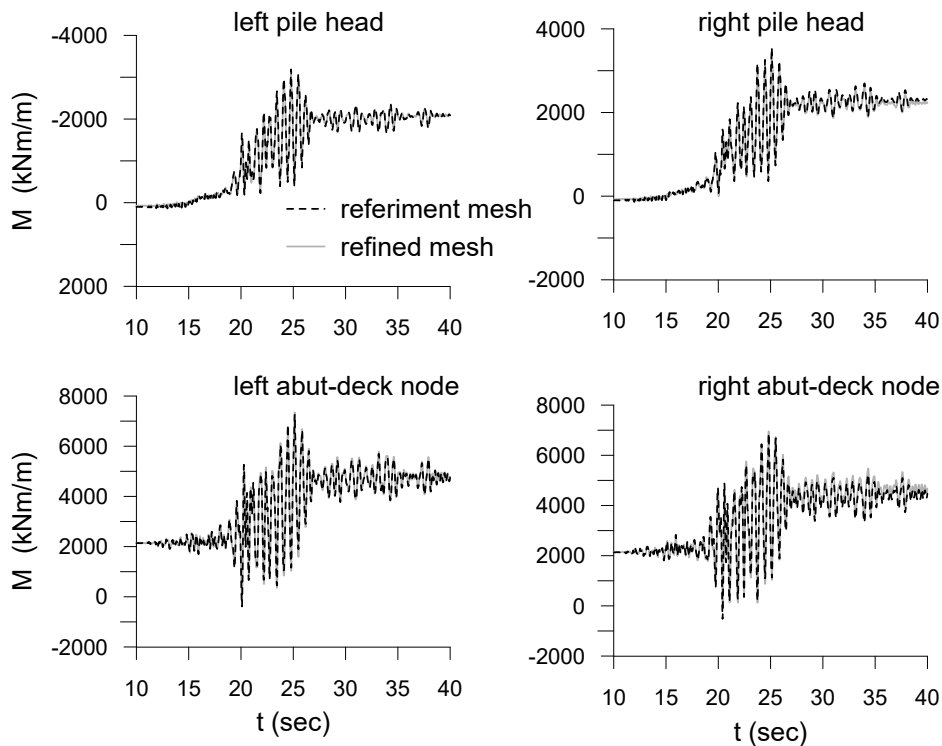 left pile head
-4000
-2000
0
2000
M (kNm/m)
10 15 20 25 30 35 40
referiment mesh
refined mesh
right pile head
4000
2000
0
-2000
10 15 20 25 30 35 40
left abut-deck node
8000
6000
4000
2000
0
-2000
M (kNm/m)
10 15 20 25 30 35 40
t (sec)
right abut-deck node
8000
6000
4000
2000
0
-2000
10 15 20 25 30 35 40
t (sec)